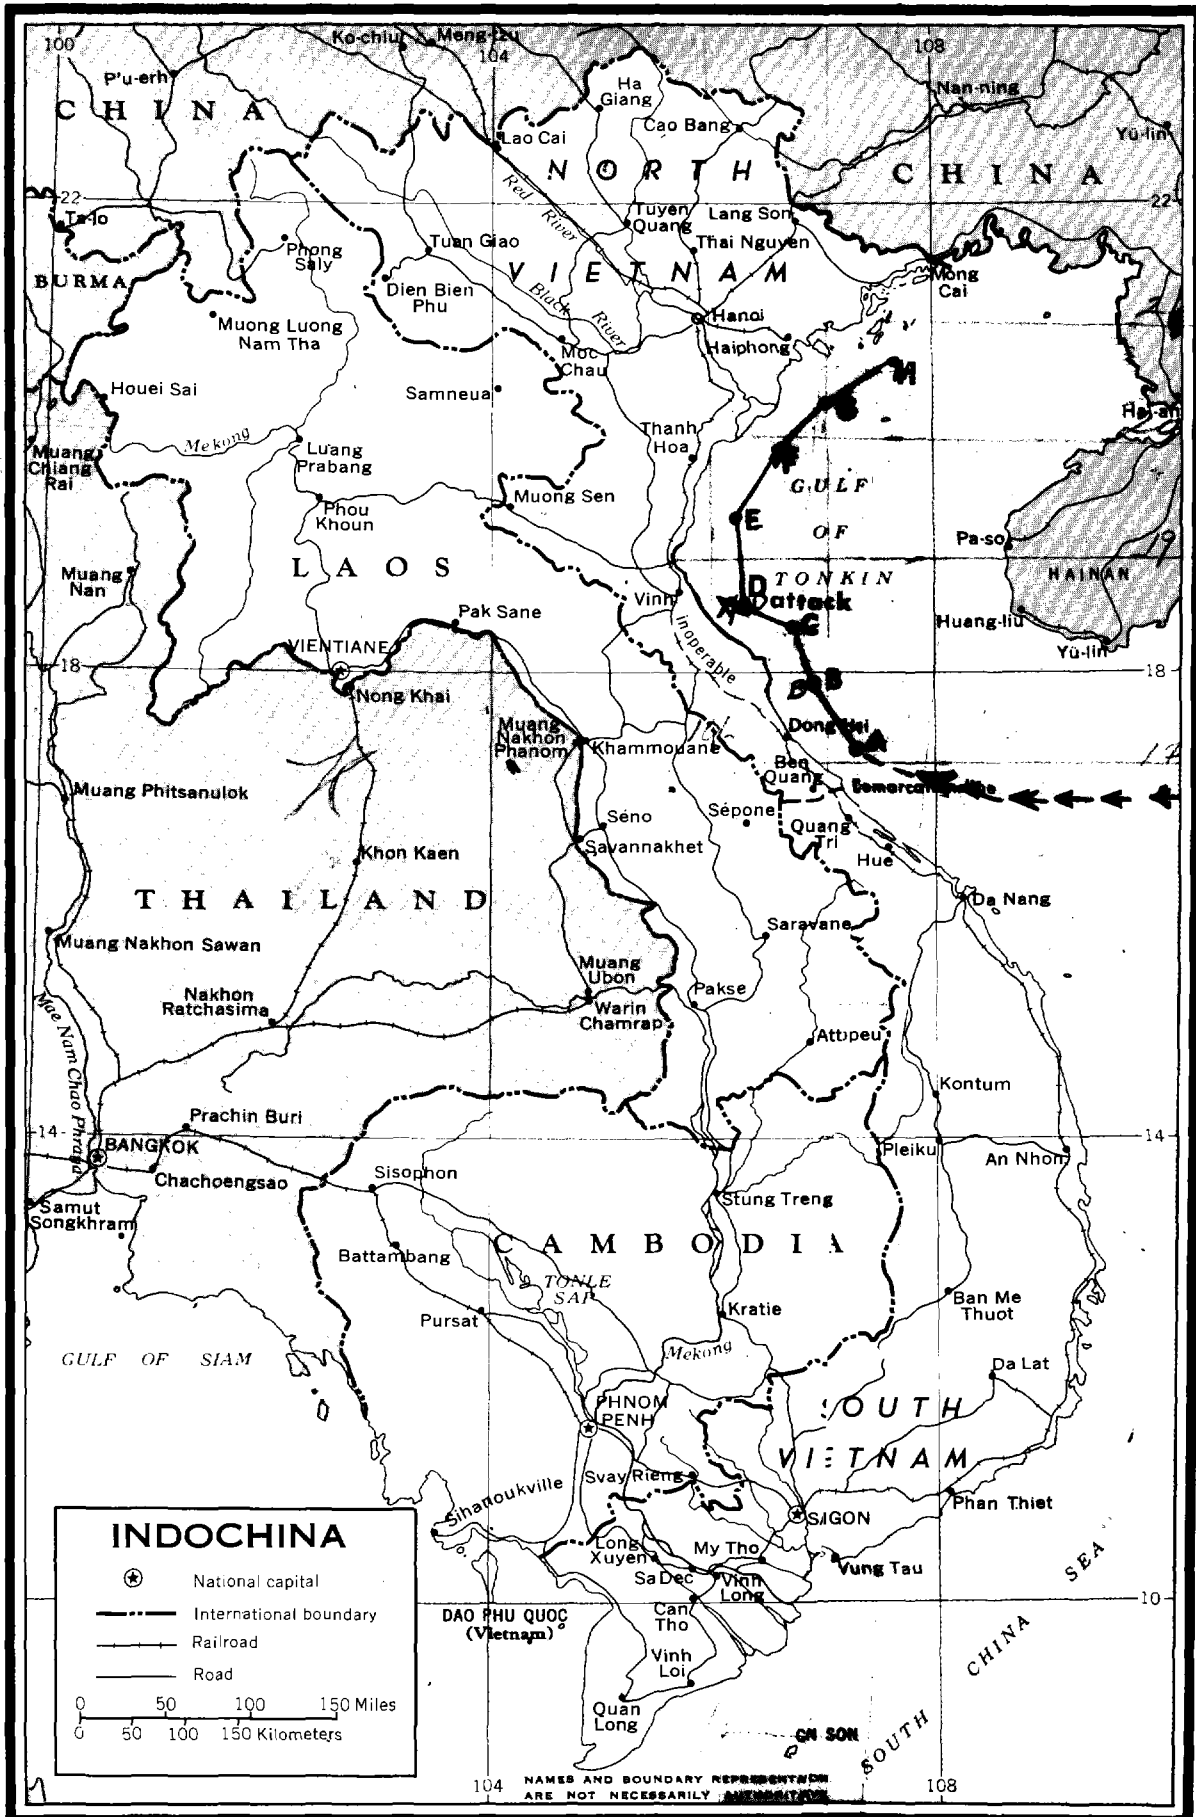 100
Ko-chiu
Meng-tzu
104
108
P'u-erh
Ha
Giang
Nan-ning
CHINA
Cao Bang
Yü-lin
Lao Cai
NORTH
CHINA
22
22
Ta-lo
Red River
Tuyen
Quang
Lang Son
Phong
Saly
Tuan Giao
Thai Nguyen
BURMA
VIETNAM
Mong
Cai
Dien Bien
Phu
Black River
Hanoi
Muong Luong
Nam Tha
Moc
Chau
Haiphong
Houei Sai
Samneua
Mekong
Thanh
Hoa
Muang
Chiang
Rai
Luang
Prabang
GULF
OF
TONKIN
Muong Sen
Phou
Khoun
E
Pa-so
19
LAOS
HAINAN
Muang
Nan
Vinh
D
attack
Pak Sane
C
Huang-liu
Yü-lin
VIENTIANE
Inoperable
18
18
Nong Khai
B
Muang
Nakhon
Phanom
Khammouane
Dong Hoi
A
Ben
Quang
Muang Phitsanulok
Séno
Sépone
Quang
Tri
Savannakhet
Hue
Khon Kaen
THAILAND
Da Nang
Saravane
Muang Nakhon Sawan
Muang
Ubon
Nakhon
Ratchasima
Pakse
Warin
Chamrap
Mae Nam Chao Phraya
Attopeu
Kontum
Prachin Buri
14
14
BANGKOK
Pleiku
An Nhon
Chachoengsao
Sisophon
Samut
Songkhram
Stung Treng
CAMBODIA
Battambang
TONLE
SAP
Ban Me
Thuot
Pursat
Kratie
Mekong
GULF OF SIAM
Da Lat
PHNOM
PENH
SOUTH
VIETNAM
Svay Rieng
Phan Thiet
Sihanoukville
SAIGON
Long
Xuyen
My Tho
Vung Tau
Sa Dec
Vinh
Long
10
DAO PHU QUOC
(Vietnam)
Can
Tho
Vinh
Loi
Quan
Long
CON SON
SOUTH CHINA SEA
INDOCHINA
National capital
International boundary
Railroad
Road
0 50 100 150 Miles
0 50 100 150 Kilometers
104
108
NAMES AND BOUNDARY REPRESENTATION
ARE NOT NECESSARILY AUTHORITATIVE